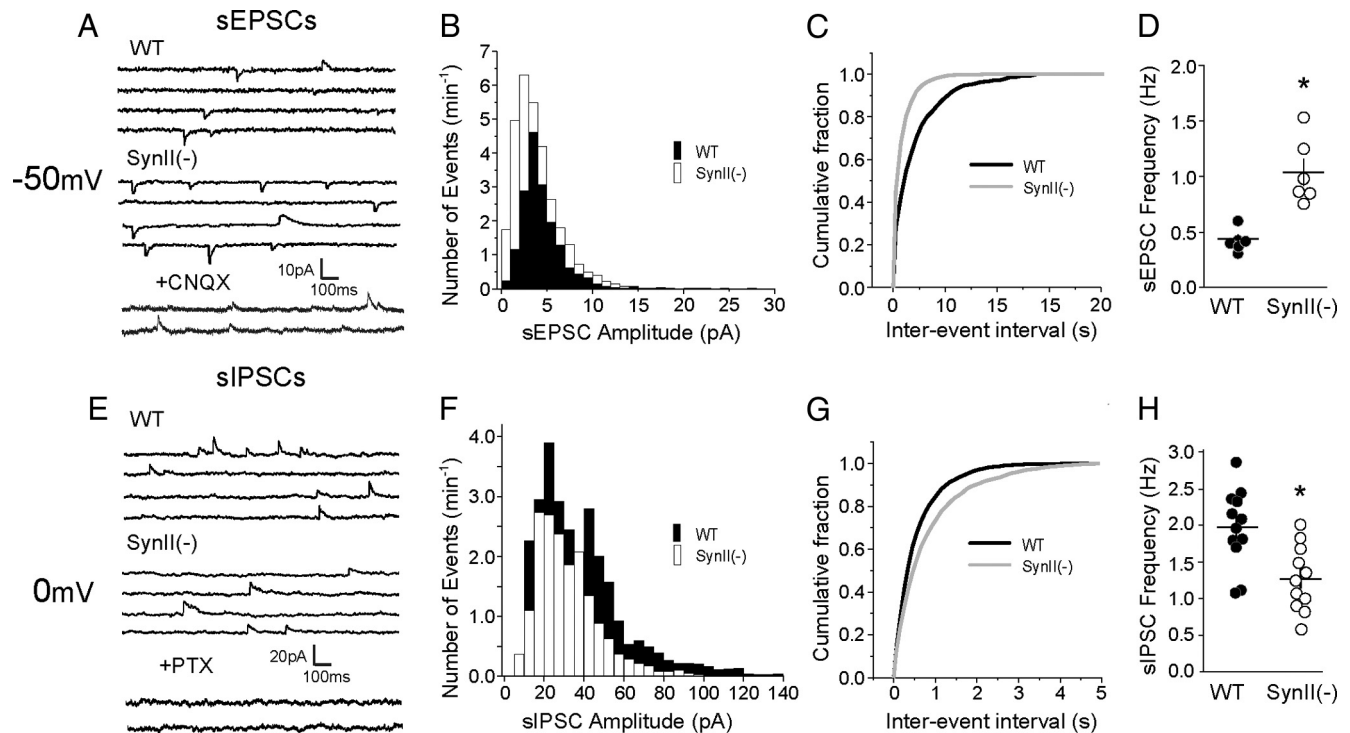 A
sEPSCs
WT
SynII(-)
-50mV
+CNQX
10pA
100ms
B
Number of Events (min-1)
7
6
5
4
3
2
1
0
WT
SynII(-)
0 5 10 15 20 25 30
sEPSC Amplitude (pA)
C
Cumulative fraction
1.0
0.8
0.6
0.4
0.2
0.0
WT
SynII(-)
0 5 10 15 20
Inter-event interval (s)
D
sEPSC Frequency (Hz)
2.0
1.5
1.0
0.5
0.0
*
WT SynII(-)
sIPSCs
E
WT
SynII(-)
0mV
+PTX
20pA
100ms
F
Number of Events (min-1)
4.0
3.0
2.0
1.0
0.0
WT
SynII(-)
0 20 40 60 80 100 120 140
sIPSC Amplitude (pA)
G
Cumulative fraction
1.0
0.8
0.6
0.4
0.2
0.0
WT
SynII(-)
0 1 2 3 4 5
Inter-event interval (s)
H
sIPSC Frequency (Hz)
3.0
2.5
2.0
1.5
1.0
0.5
0.0
*
WT SynII(-)